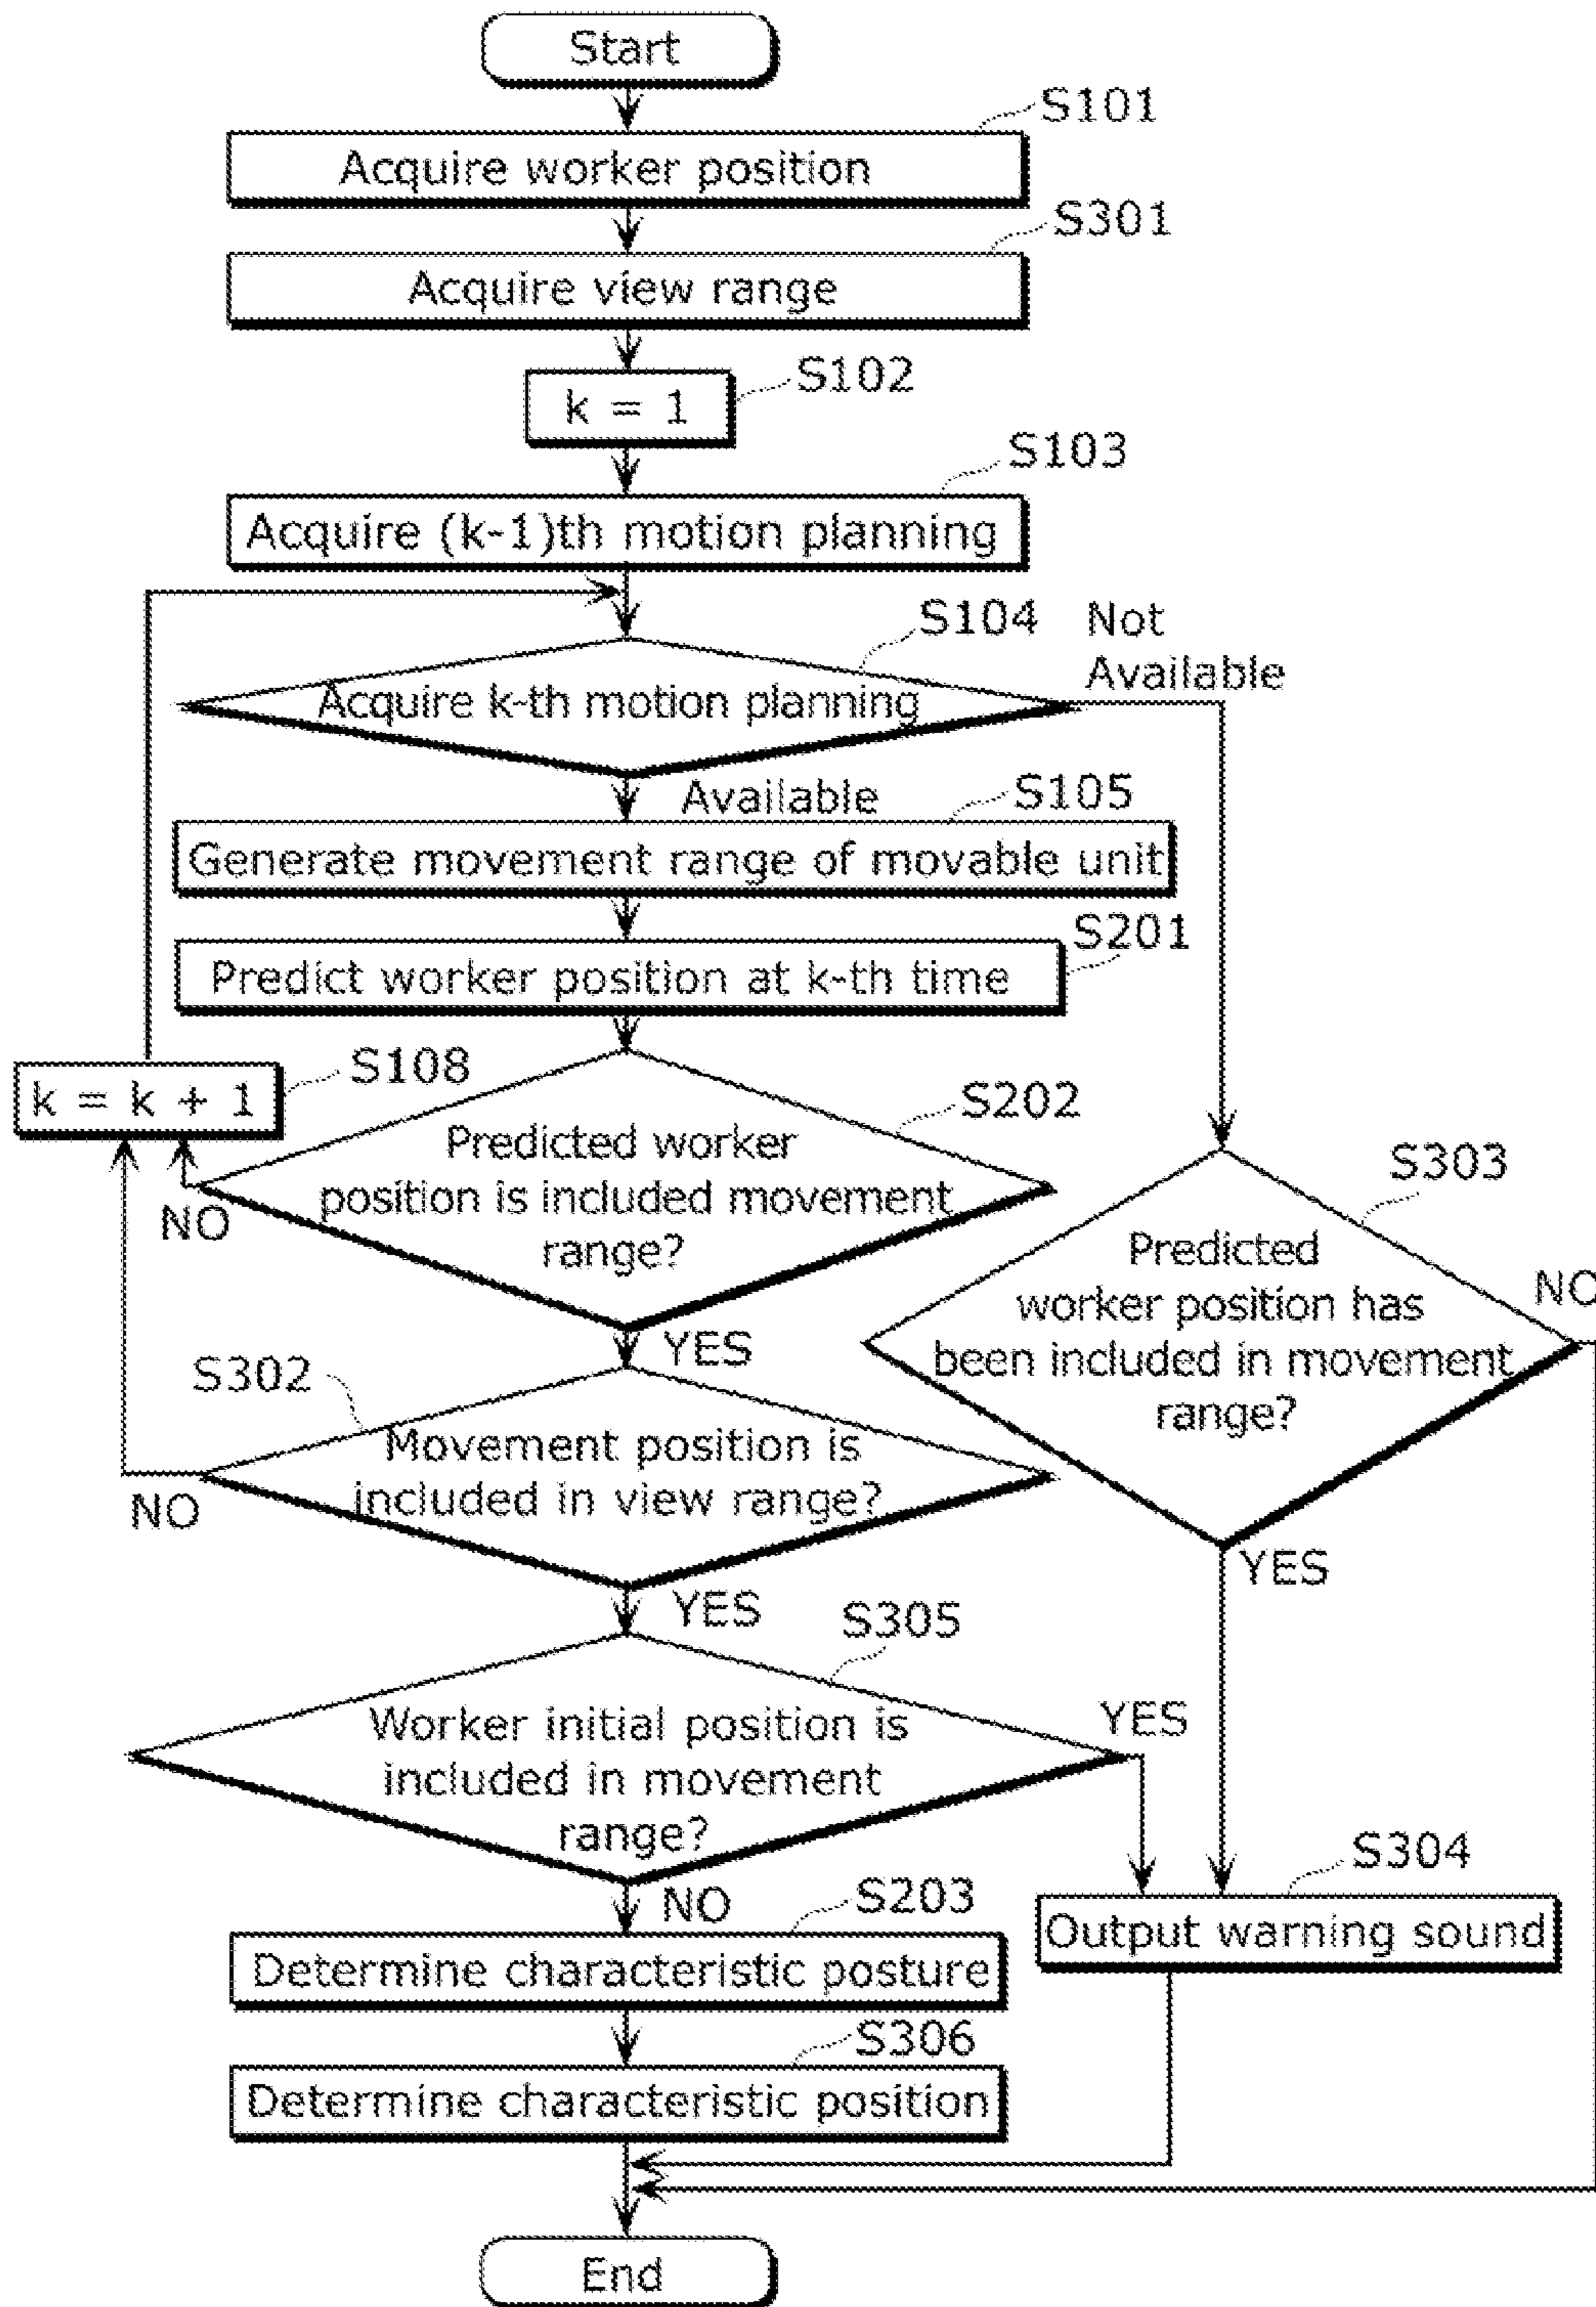 Start
S101
Acquire worker position
S301
Acquire view range
S102
k = 1
S103
Acquire (k-1)th motion planning
S104
Not
Available
Acquire k-th motion planning
Available
S105
Generate movement range of movable unit
S201
Predict worker position at k-th time
S108
k = k + 1
S202
Predicted worker
position is included movement
range?
NO
YES
S303
Predicted
worker position has
been included in movement
range?
NO
YES
S302
Movement position is
included in view range?
NO
YES
S305
Worker initial position is
included in movement
range?
YES
NO
S304
Output warning sound
S203
Determine characteristic posture
S306
Determine characteristic position
End